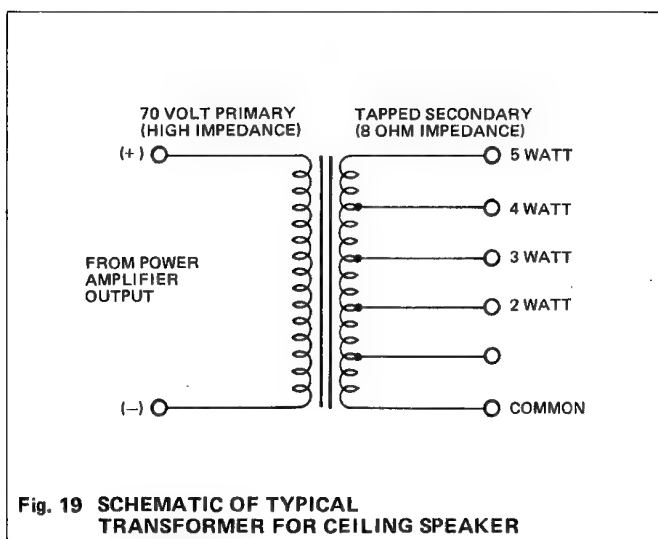 70 VOLT PRIMARY
(HIGH IMPEDANCE)
TAPPED SECONDARY
(8 OHM IMPEDANCE)
(+)
5 WATT
4 WATT
FROM POWER
AMPLIFIER
OUTPUT
3 WATT
2 WATT
(—)
COMMON
Fig. 19 SCHEMATIC OF TYPICAL
TRANSFORMER FOR CEILING SPEAKER